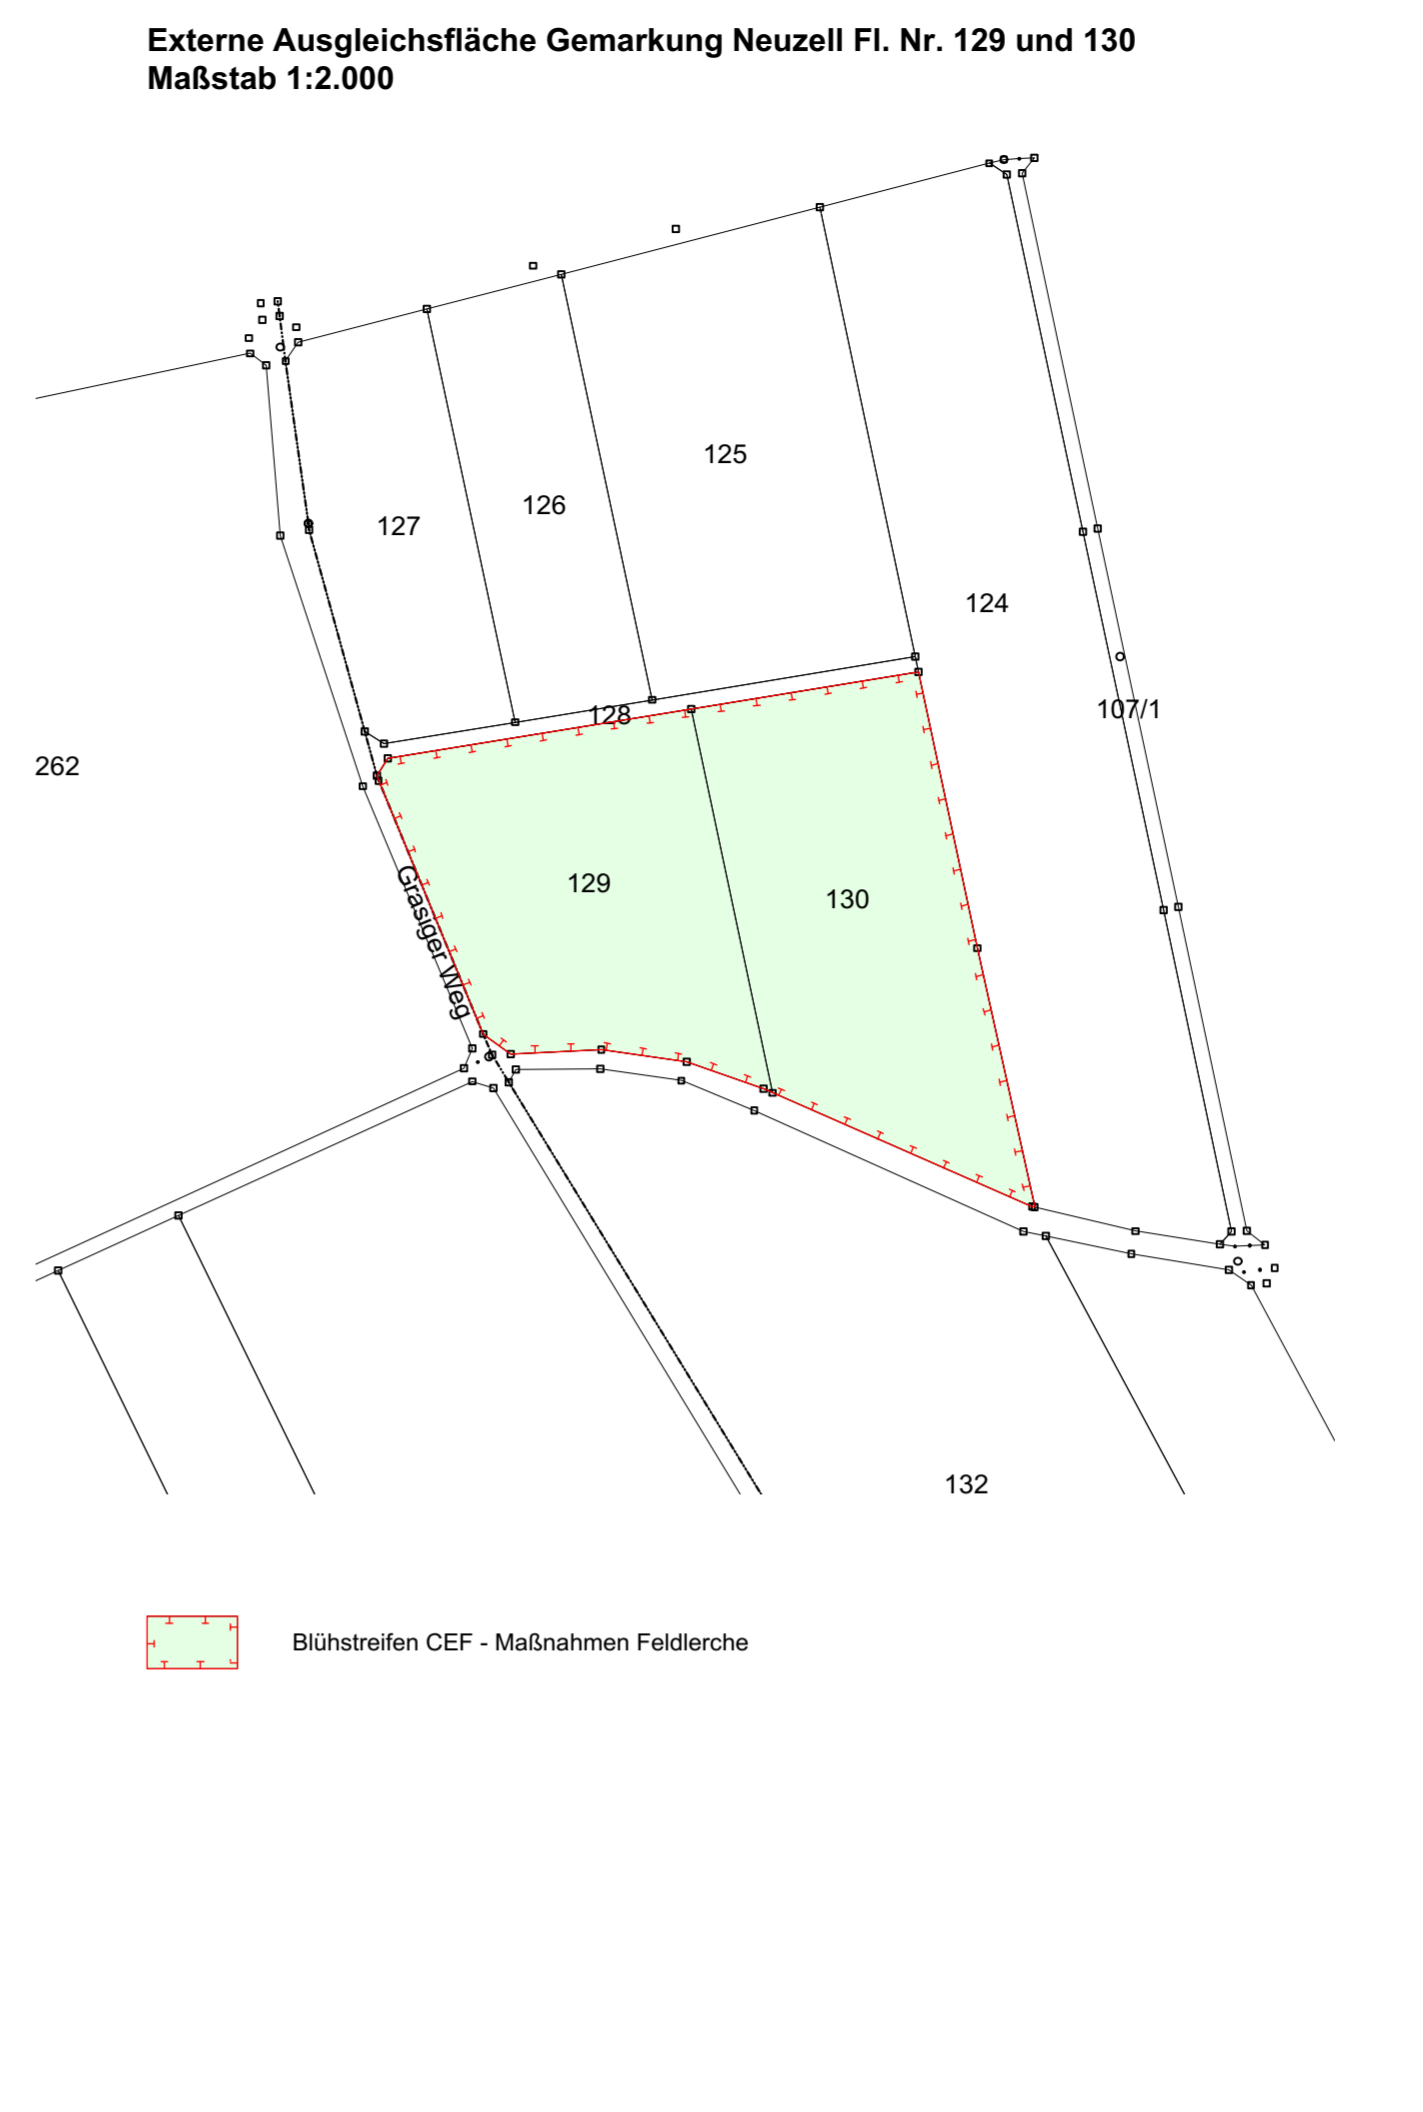 Externe Ausgleichsfläche Gemarkung Neuzell Fl. Nr. 129 und 130
Maßstab 1:2.000
125
126
127
124
107/1
128
262
129
130
Grasiger Weg
132
Blühstreifen CEF - Maßnahmen Feldlerche